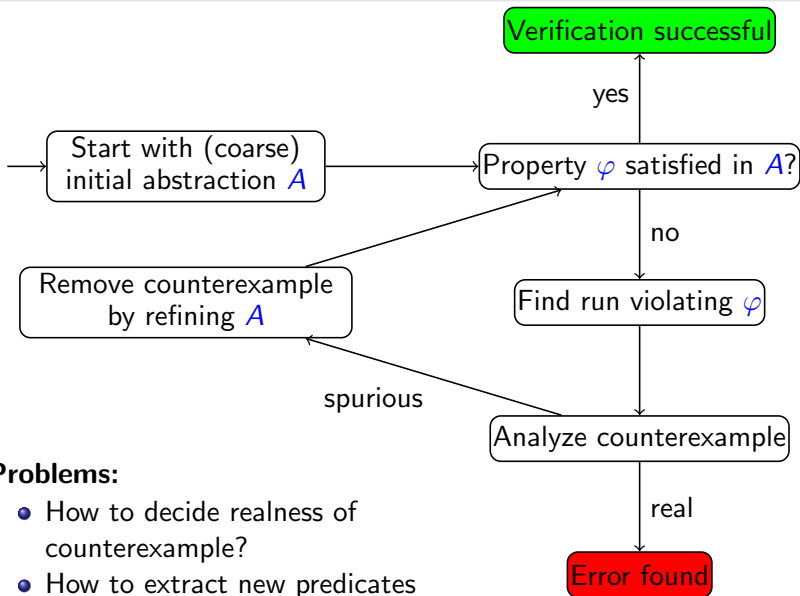 Verification successful
yes
Start with (coarse)
initial abstraction A
Property φ satisfied in A?
no
Remove counterexample
by refining A
Find run violating φ
spurious
Analyze counterexample
Problems:
How to decide realness of
counterexample?
real
How to extract new predicates
Error found